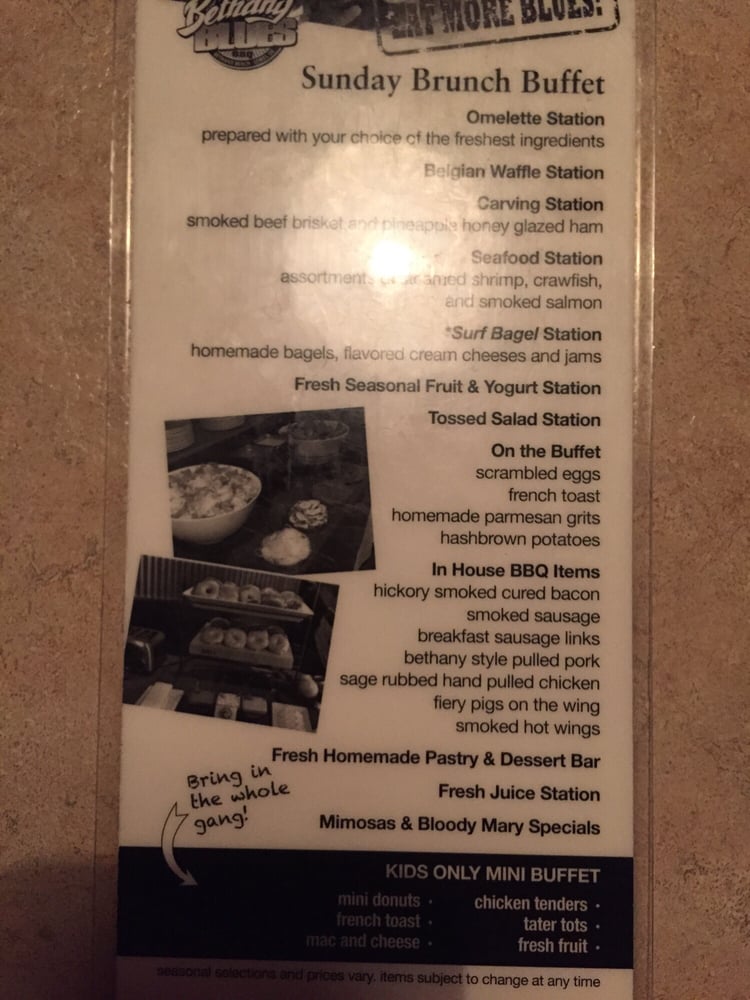 Bethany
BLUES
BBQ
EAT MORE BLUES!
Sunday Brunch Buffet
Omelette Station
prepared with your choice of the freshest ingredients
Belgian Waffle Station
Carving Station
smoked beef brisket and pineapple honey glazed ham
Seafood Station
assortments of steamed shrimp, crawfish,
and smoked salmon
*Surf Bagel Station
homemade bagels, flavored cream cheeses and jams
Fresh Seasonal Fruit & Yogurt Station
Tossed Salad Station
On the Buffet
scrambled eggs
french toast
homemade parmesan grits
hashbrown potatoes
In House BBQ Items
hickory smoked cured bacon
smoked sausage
breakfast sausage links
bethany style pulled pork
sage rubbed hand pulled chicken
fiery pigs on the wing
smoked hot wings
Fresh Homemade Pastry & Dessert Bar
Fresh Juice Station
Mimosas & Bloody Mary Specials
Bring in
the whole
gang!
KIDS ONLY MINI BUFFET
mini donuts • chicken tenders •
french toast • tater tots •
mac and cheese • fresh fruit •
seasonal selections and prices vary. items subject to change at any time